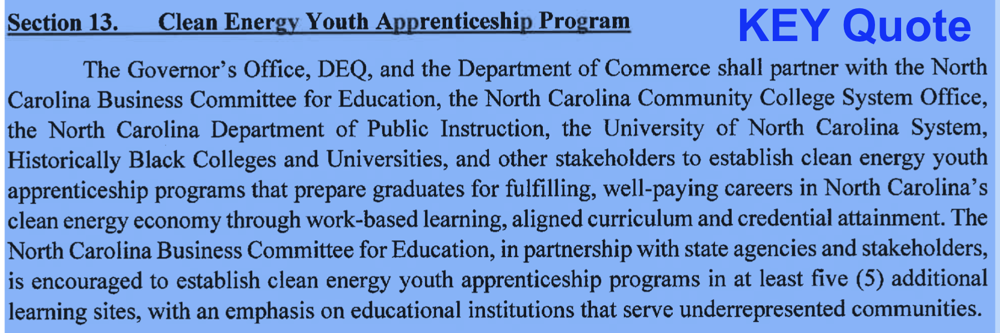 Section 13. Clean Energy Youth Apprenticeship Program
KEY Quote
The Governor's Office, DEQ, and the Department of Commerce shall partner with the North
Carolina Business Committee for Education, the North Carolina Community College System Office,
the North Carolina Department of Public Instruction, the University of North Carolina System,
Historically Black Colleges and Universities, and other stakeholders to establish clean energy youth
apprenticeship programs that prepare graduates for fulfilling, well-paying careers in North Carolina's
clean energy economy through work-based learning, aligned curriculum and credential attainment. The
North Carolina Business Committee for Education, in partnership with state agencies and stakeholders,
is encouraged to establish clean energy youth apprenticeship programs in at least five (5) additional
learning sites, with an emphasis on educational institutions that serve underrepresented communities.